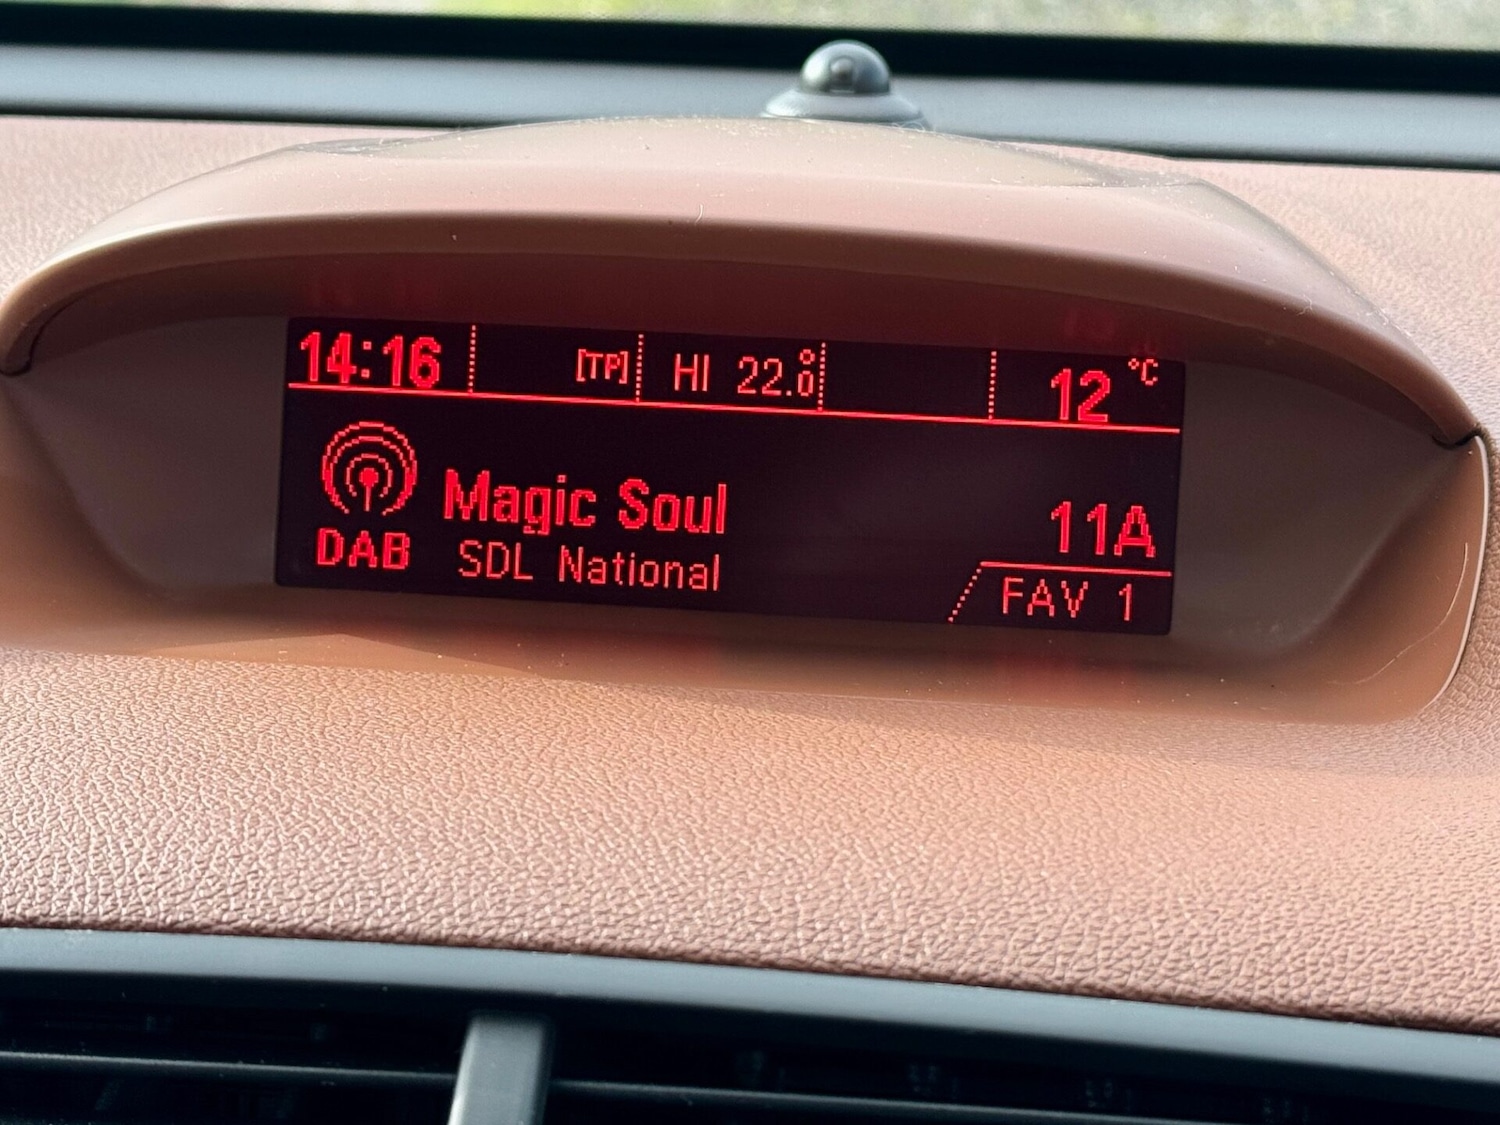 14:16 [TP] HI 22.0° 12 °C
Magic Soul 11A
DAB SDL National
FAV 1